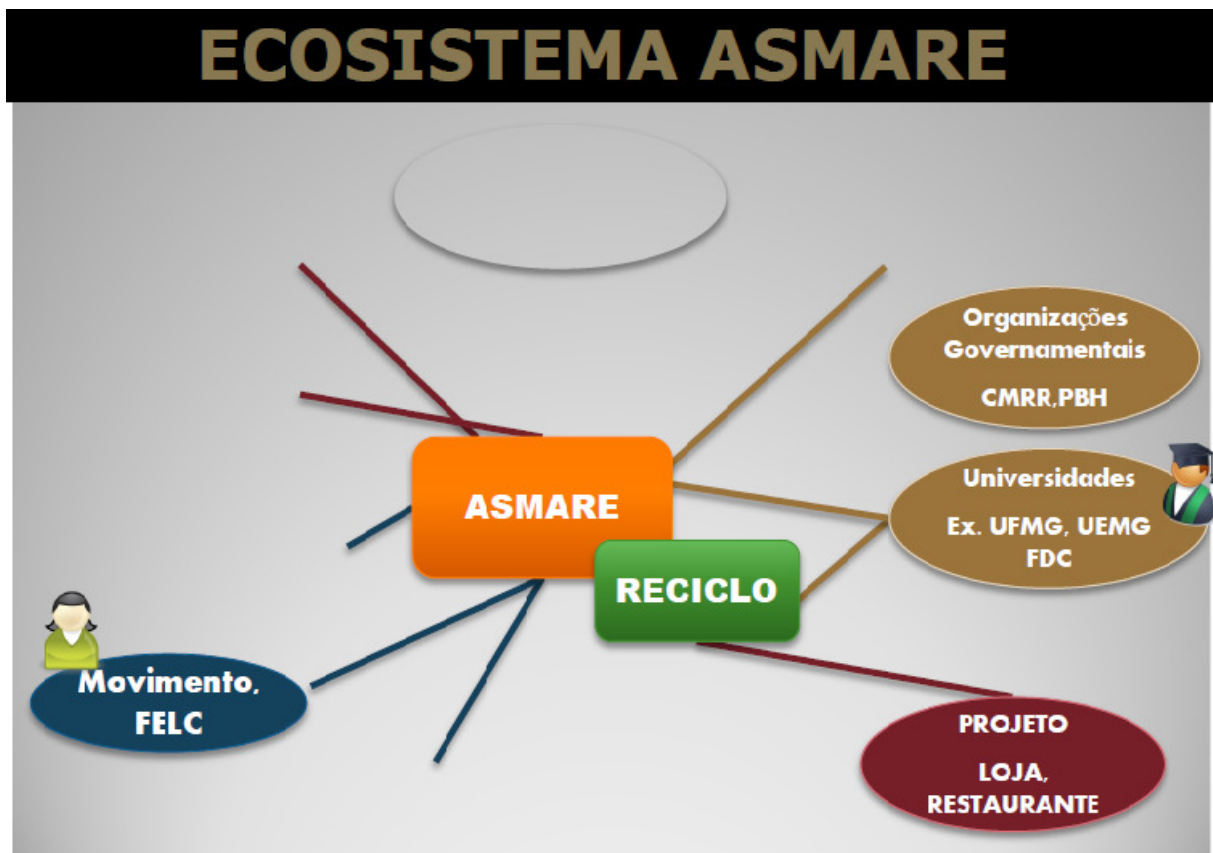 ECOSISTEMA ASMARE
Organizações
Governamentais
CMRR,PBH
Universidades
Ex. UFMG, UEMG
FDC
ASMARE
RECICLO
Movimento,
FELC
PROJETO
LOJA,
RESTAURANTE